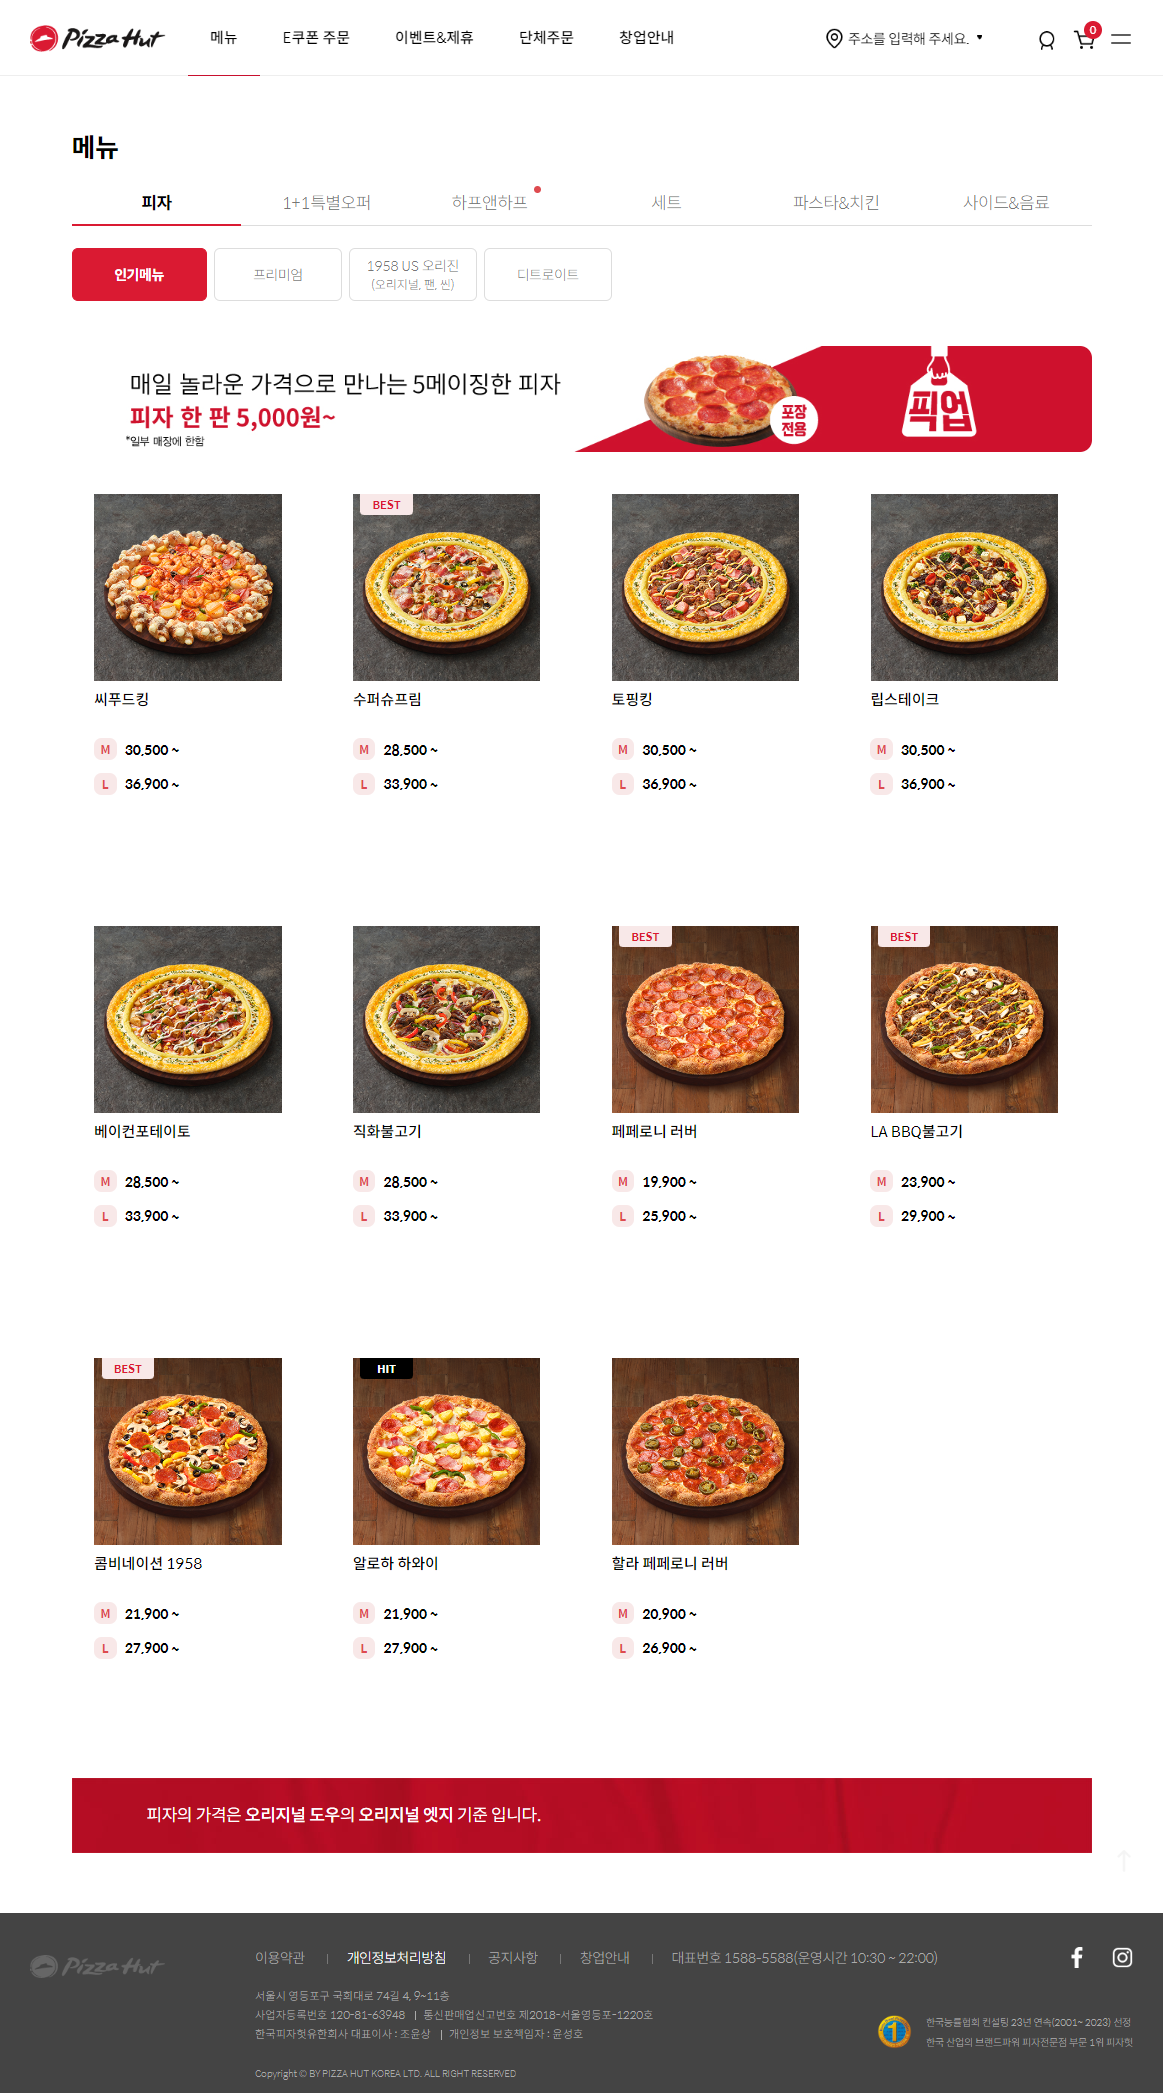 Pizza Hut
메뉴
E쿠폰 주문
이벤트&제휴
단체주문
창업안내
주소를 입력해 주세요.
0
메뉴
피자
1+1특별오퍼
하프앤하프
세트
파스타&치킨
사이드&음료
인기메뉴
프리미엄
1958 US 오리진
(오리지널, 팬, 씬)
디트로이트
매일 놀라운 가격으로 만나는 5메이징한 피자
피자 한 판 5,000원~
*일부 매장에 한함
포장
전용
픽업
씨푸드킹
M 30,500 ~
L 36,900 ~
BEST
수퍼슈프림
M 28,500 ~
L 33,900 ~
토핑킹
M 30,500 ~
L 36,900 ~
립스테이크
M 30,500 ~
L 36,900 ~
베이컨포테이토
M 28,500 ~
L 33,900 ~
직화불고기
M 28,500 ~
L 33,900 ~
BEST
페페로니 러버
M 19,900 ~
L 25,900 ~
BEST
LA BBQ불고기
M 23,900 ~
L 29,900 ~
BEST
콤비네이션 1958
M 21,900 ~
L 27,900 ~
HIT
알로하 하와이
M 21,900 ~
L 27,900 ~
할라 페페로니 러버
M 20,900 ~
L 26,900 ~
피자의 가격은 오리지널 도우의 오리지널 엣지 기준 입니다.
Pizza Hut
이용약관 | 개인정보처리방침 | 공지사항 | 창업안내 | 대표번호 1588-5588(운영시간 10:30 ~ 22:00)
서울시 영등포구 국회대로 74길 4, 9~11층
사업자등록번호 120-81-63948 | 통신판매업신고번호 제2018-서울영등포-1220호
한국피자헛유한회사 대표이사 : 조윤상 | 개인정보 보호책임자 : 윤성호
Copyright © BY PIZZA HUT KOREA LTD. ALL RIGHT RESERVED
1
한국능률협회 컨설팅 23년 연속(2001~ 2023) 선정
한국 산업의 브랜드파워 피자전문점 부문 1위 피자헛